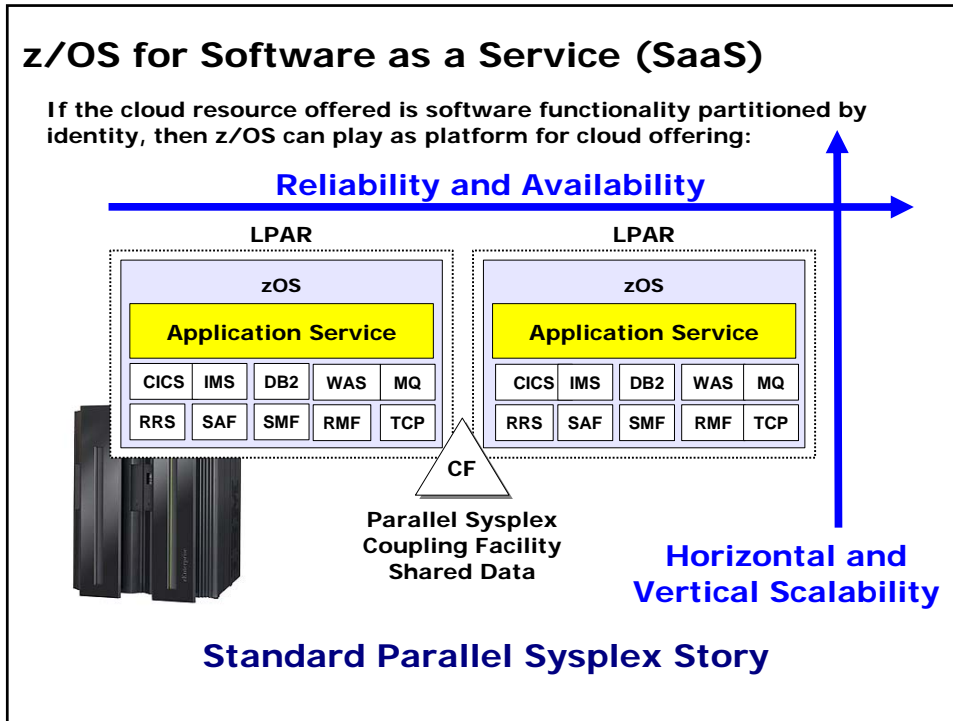 z/OS for Software as a Service (SaaS)
If the cloud resource offered is software functionality partitioned by
identity, then z/OS can play as platform for cloud offering:
Reliability and Availability
LPAR
LPAR
zOS
Application Service
CICS IMS DB2 WAS MQ
RRS SAF SMF RMF TCP
zOS
Application Service
CICS IMS DB2 WAS MQ
RRS SAF SMF RMF TCP
CF
Parallel Sysplex
Coupling Facility
Shared Data
Horizontal and
Vertical Scalability
Standard Parallel Sysplex Story